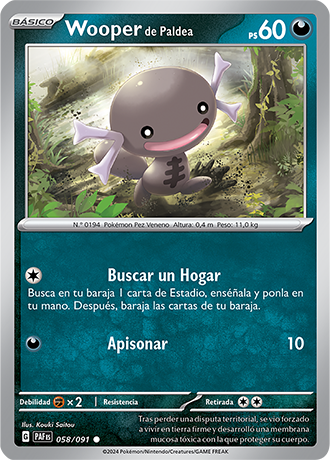 BÁSICO
Wooper de Paldea
PS 60
N.º 0194 Pokémon Pez Veneno Altura: 0,4 m Peso: 11,0 kg
Buscar un Hogar
Busca en tu baraja 1 carta de Estadio, enséñala y ponla
en tu mano. Después, baraja las cartas de tu baraja.
Apisonar 10
Debilidad ×2 Resistencia Retirada
Ilus. Kouki Saitou
G PAF ES 058/091
Tras perder una disputa territorial, se vio forzado
a vivir en tierra firme y desarrolló una membrana
mucosa tóxica con la que proteger su cuerpo.
©2024 Pokémon/Nintendo/Creatures/GAME FREAK